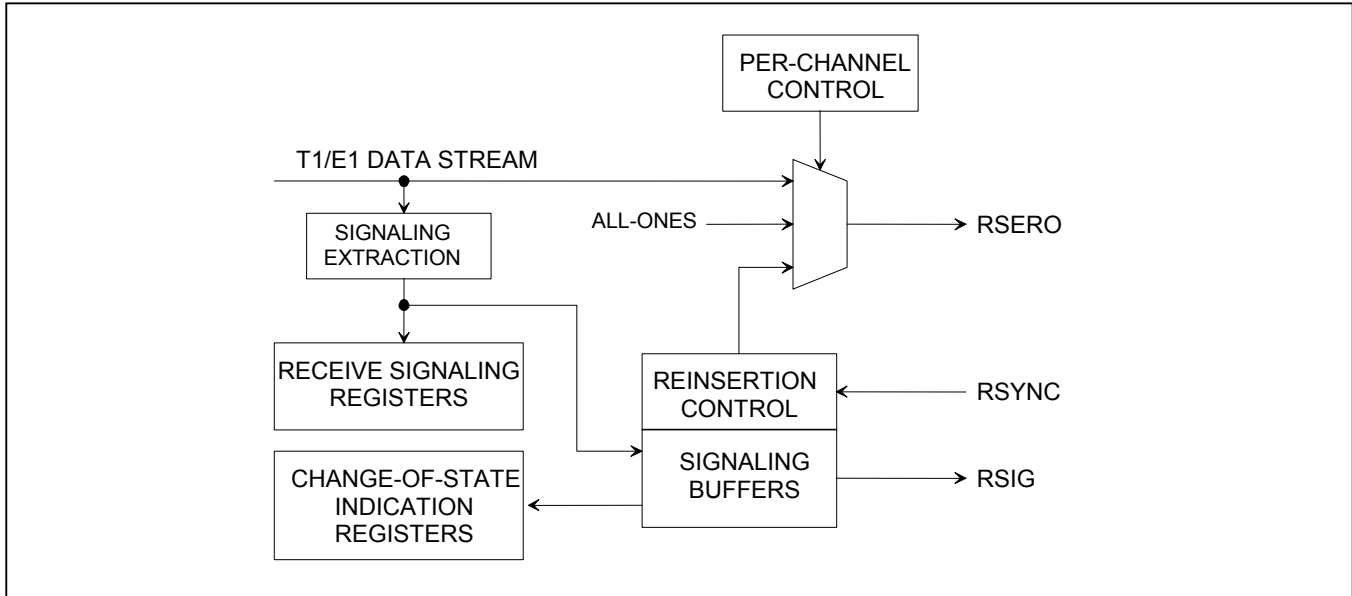 PER-CHANNEL
CONTROL
T1/E1 DATA STREAM
ALL-ONES
RSERO
SIGNALING
EXTRACTION
RECEIVE SIGNALING
REGISTERS
REINSERTION
CONTROL
RSYNC
CHANGE-OF-STATE
INDICATION
REGISTERS
SIGNALING
BUFFERS
RSIG